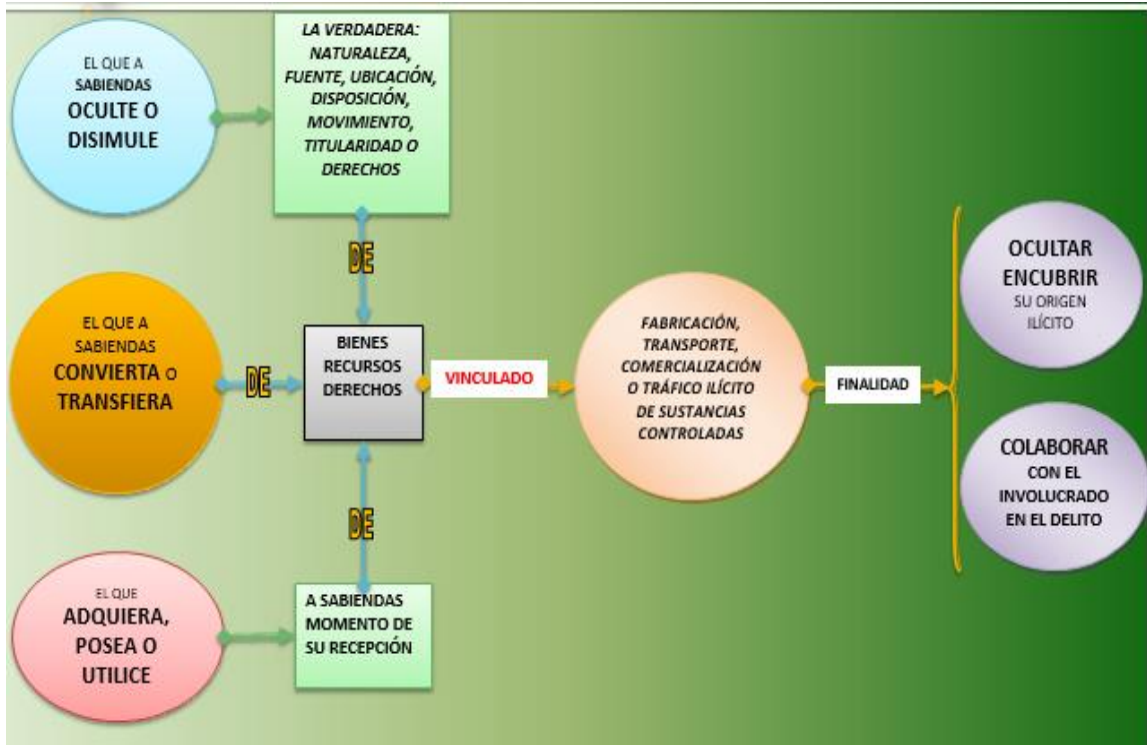 EL QUE A
SABIENDAS
OCULTE O
DISIMULE
LA VERDADERA:
NATURALEZA,
FUENTE, UBICACIÓN,
DISPOSICIÓN,
MOVIMIENTO,
TITULARIDAD O
DERECHOS
DE
EL QUE A
SABIENDAS
CONVIERTA O
TRANSFIERA
DE
BIENES
RECURSOS
DERECHOS
VINCULADO
FABRICACIÓN,
TRANSPORTE,
COMERCIALIZACIÓN
O TRÁFICO ILÍCITO
DE SUSTANCIAS
CONTROLADAS
FINALIDAD
OCULTAR
ENCUBRIR
SU ORIGEN
ILÍCITO
COLABORAR
CON EL
INVOLUCRADO
EN EL DELITO
DE
EL QUE
ADQUIERA,
POSEA O
UTILICE
A SABIENDAS
MOMENTO DE
SU RECEPCIÓN